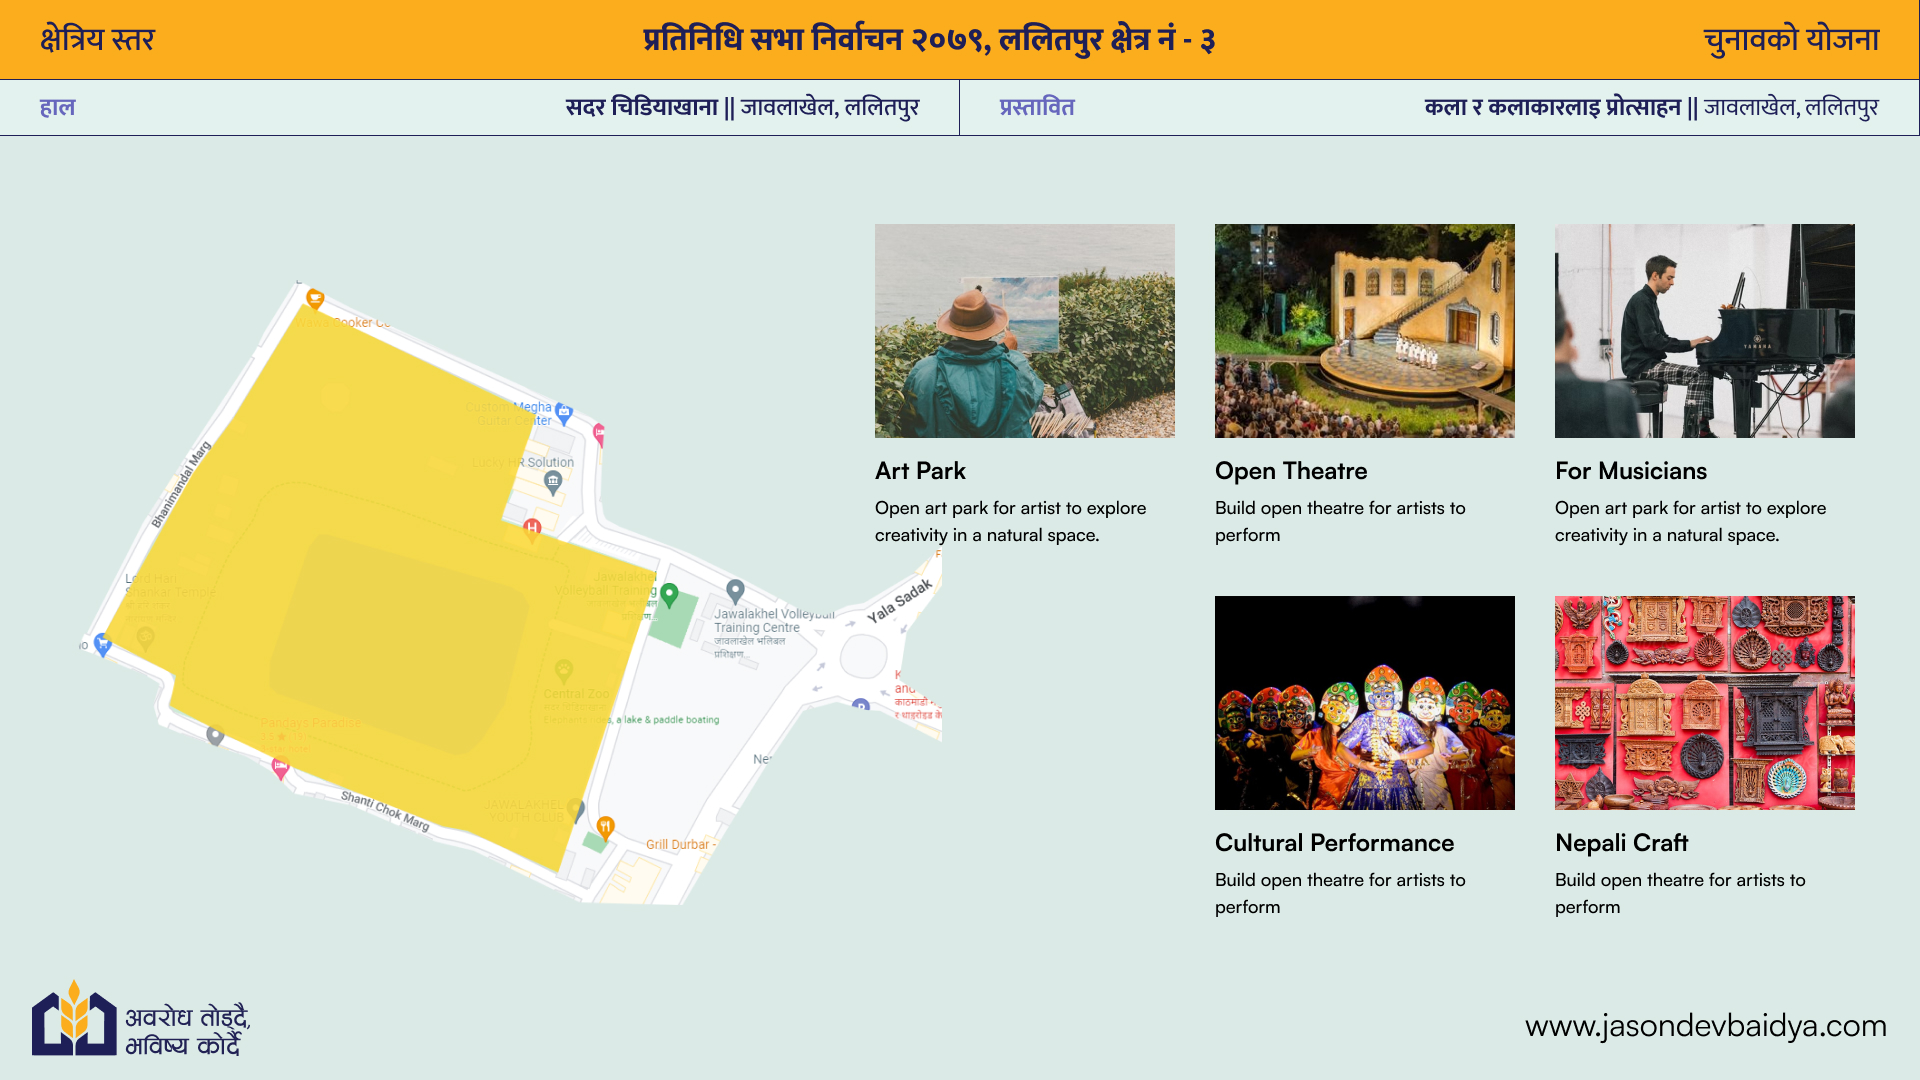 क्षेत्रिय स्तर
प्रतिनिधि सभा निर्वाचन २०७९, ललितपुर क्षेत्र नं - ३
चुनावको योजना
हाल
सदर चिडियाखाना || जावलाखेल, ललितपुर
प्रस्तावित
कला र कलाकारलाइ प्रोत्साहन || जावलाखेल, ललितपुर
Cooker Co
Custom Megha
Guitar Center
Lucky HR Solution
Bhanimandal Marg
Lord Hari
Shankar Temple
Jawalakhel
Volleyball Training
Jawalakhel Volleyball
Training Centre
जावलाखेल भलिबल
प्रशिक्षण...
Yala Sadak
Central Zoo
a lake & paddle boating
Pandays Paradise
JAWALAKHEL
YOUTH CLUB
Shanti Chok Marg
Grill Durbar -
Art Park
Open art park for artist to explore
creativity in a natural space.
Open Theatre
Build open theatre for artists to
perform
YAMAHA
For Musicians
Open art park for artist to explore
creativity in a natural space.
Cultural Performance
Build open theatre for artists to
perform
Nepali Craft
Build open theatre for artists to
perform
अवरोध तोड्दै,
भविष्य कोर्दै
www.jasondevbaidya.com